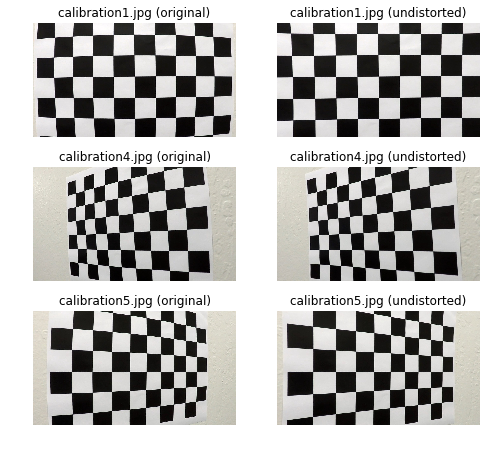 calibration1.jpg (original)
calibration1.jpg (undistorted)
calibration4.jpg (original)
calibration4.jpg (undistorted)
calibration5.jpg (original)
calibration5.jpg (undistorted)